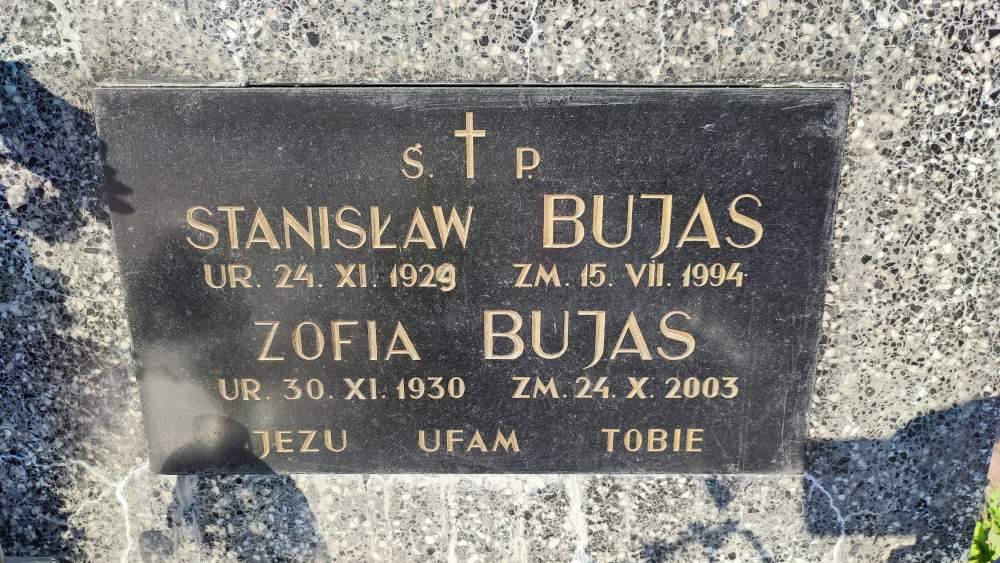 Ś. P.
STANISŁAW BUJAS
UR. 24. XI. 1929 ZM. 15. VII. 1994
ZOFIA BUJAS
UR. 30. XI. 1930 ZM. 24. X. 2003
JEZU UFAM TOBIE